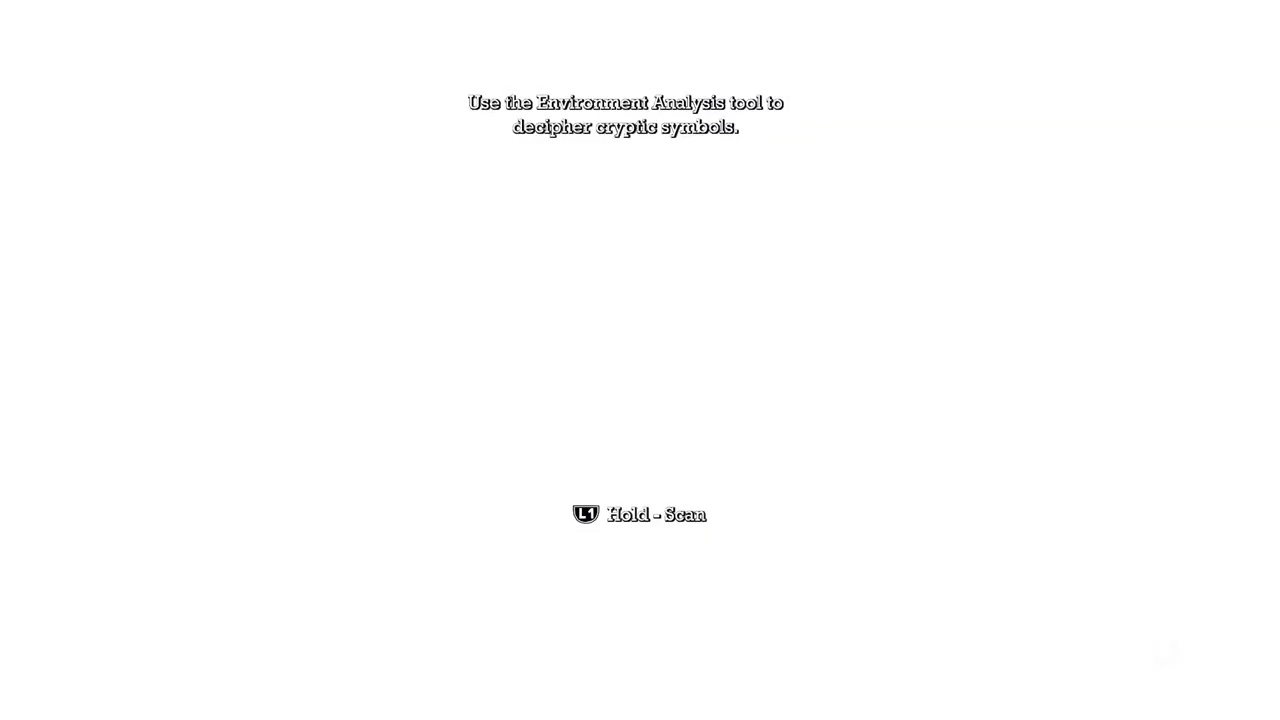 Use the Environment Analysis tool to
decipher cryptic symbols.
L1 Hold - Scan